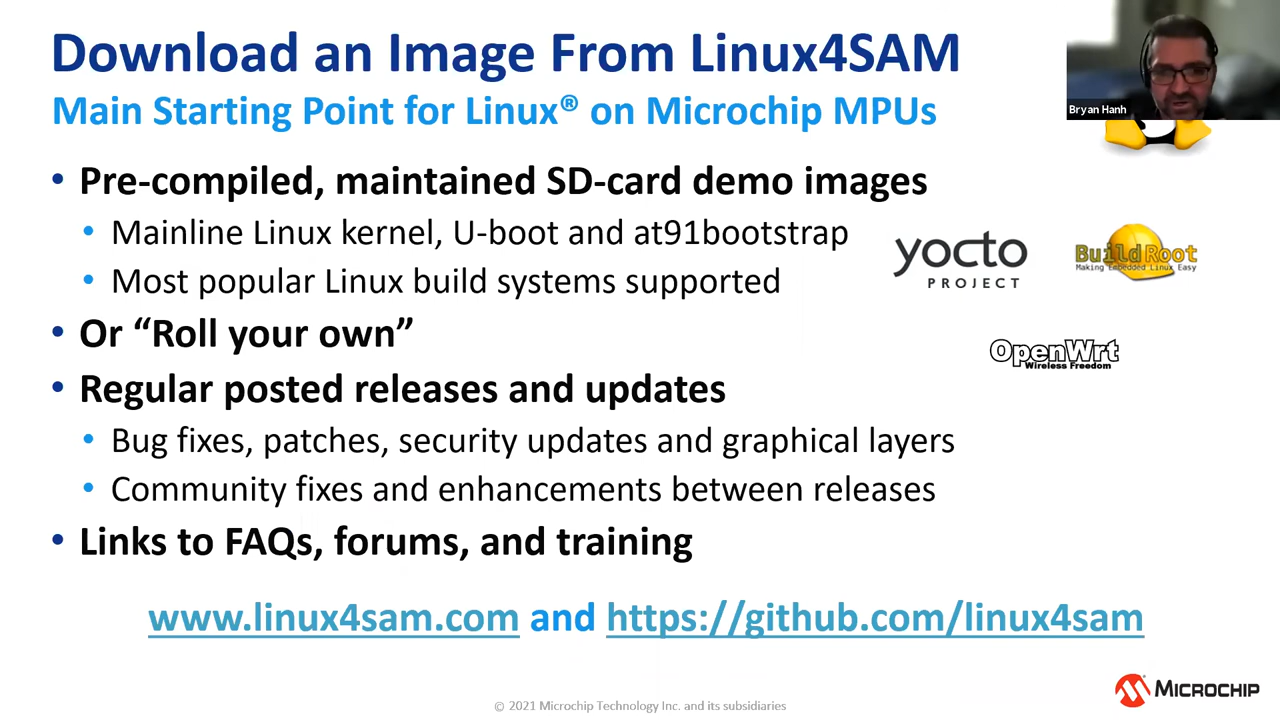 Download an Image From Linux4SAM
Main Starting Point for Linux® on Microchip MPUs
Bryan Hanh
• Pre-compiled, maintained SD-card demo images
• Mainline Linux kernel, U-boot and at91bootstrap
• Most popular Linux build systems supported
yocto
PROJECT
BuildRoot
Making Embedded Linux Easy
• Or “Roll your own”
OpenWrt
Wireless Freedom
• Regular posted releases and updates
• Bug fixes, patches, security updates and graphical layers
• Community fixes and enhancements between releases
• Links to FAQs, forums, and training
www.linux4sam.com and https://github.com/linux4sam
MICROCHIP
© 2021 Microchip Technology Inc. and its subsidiaries